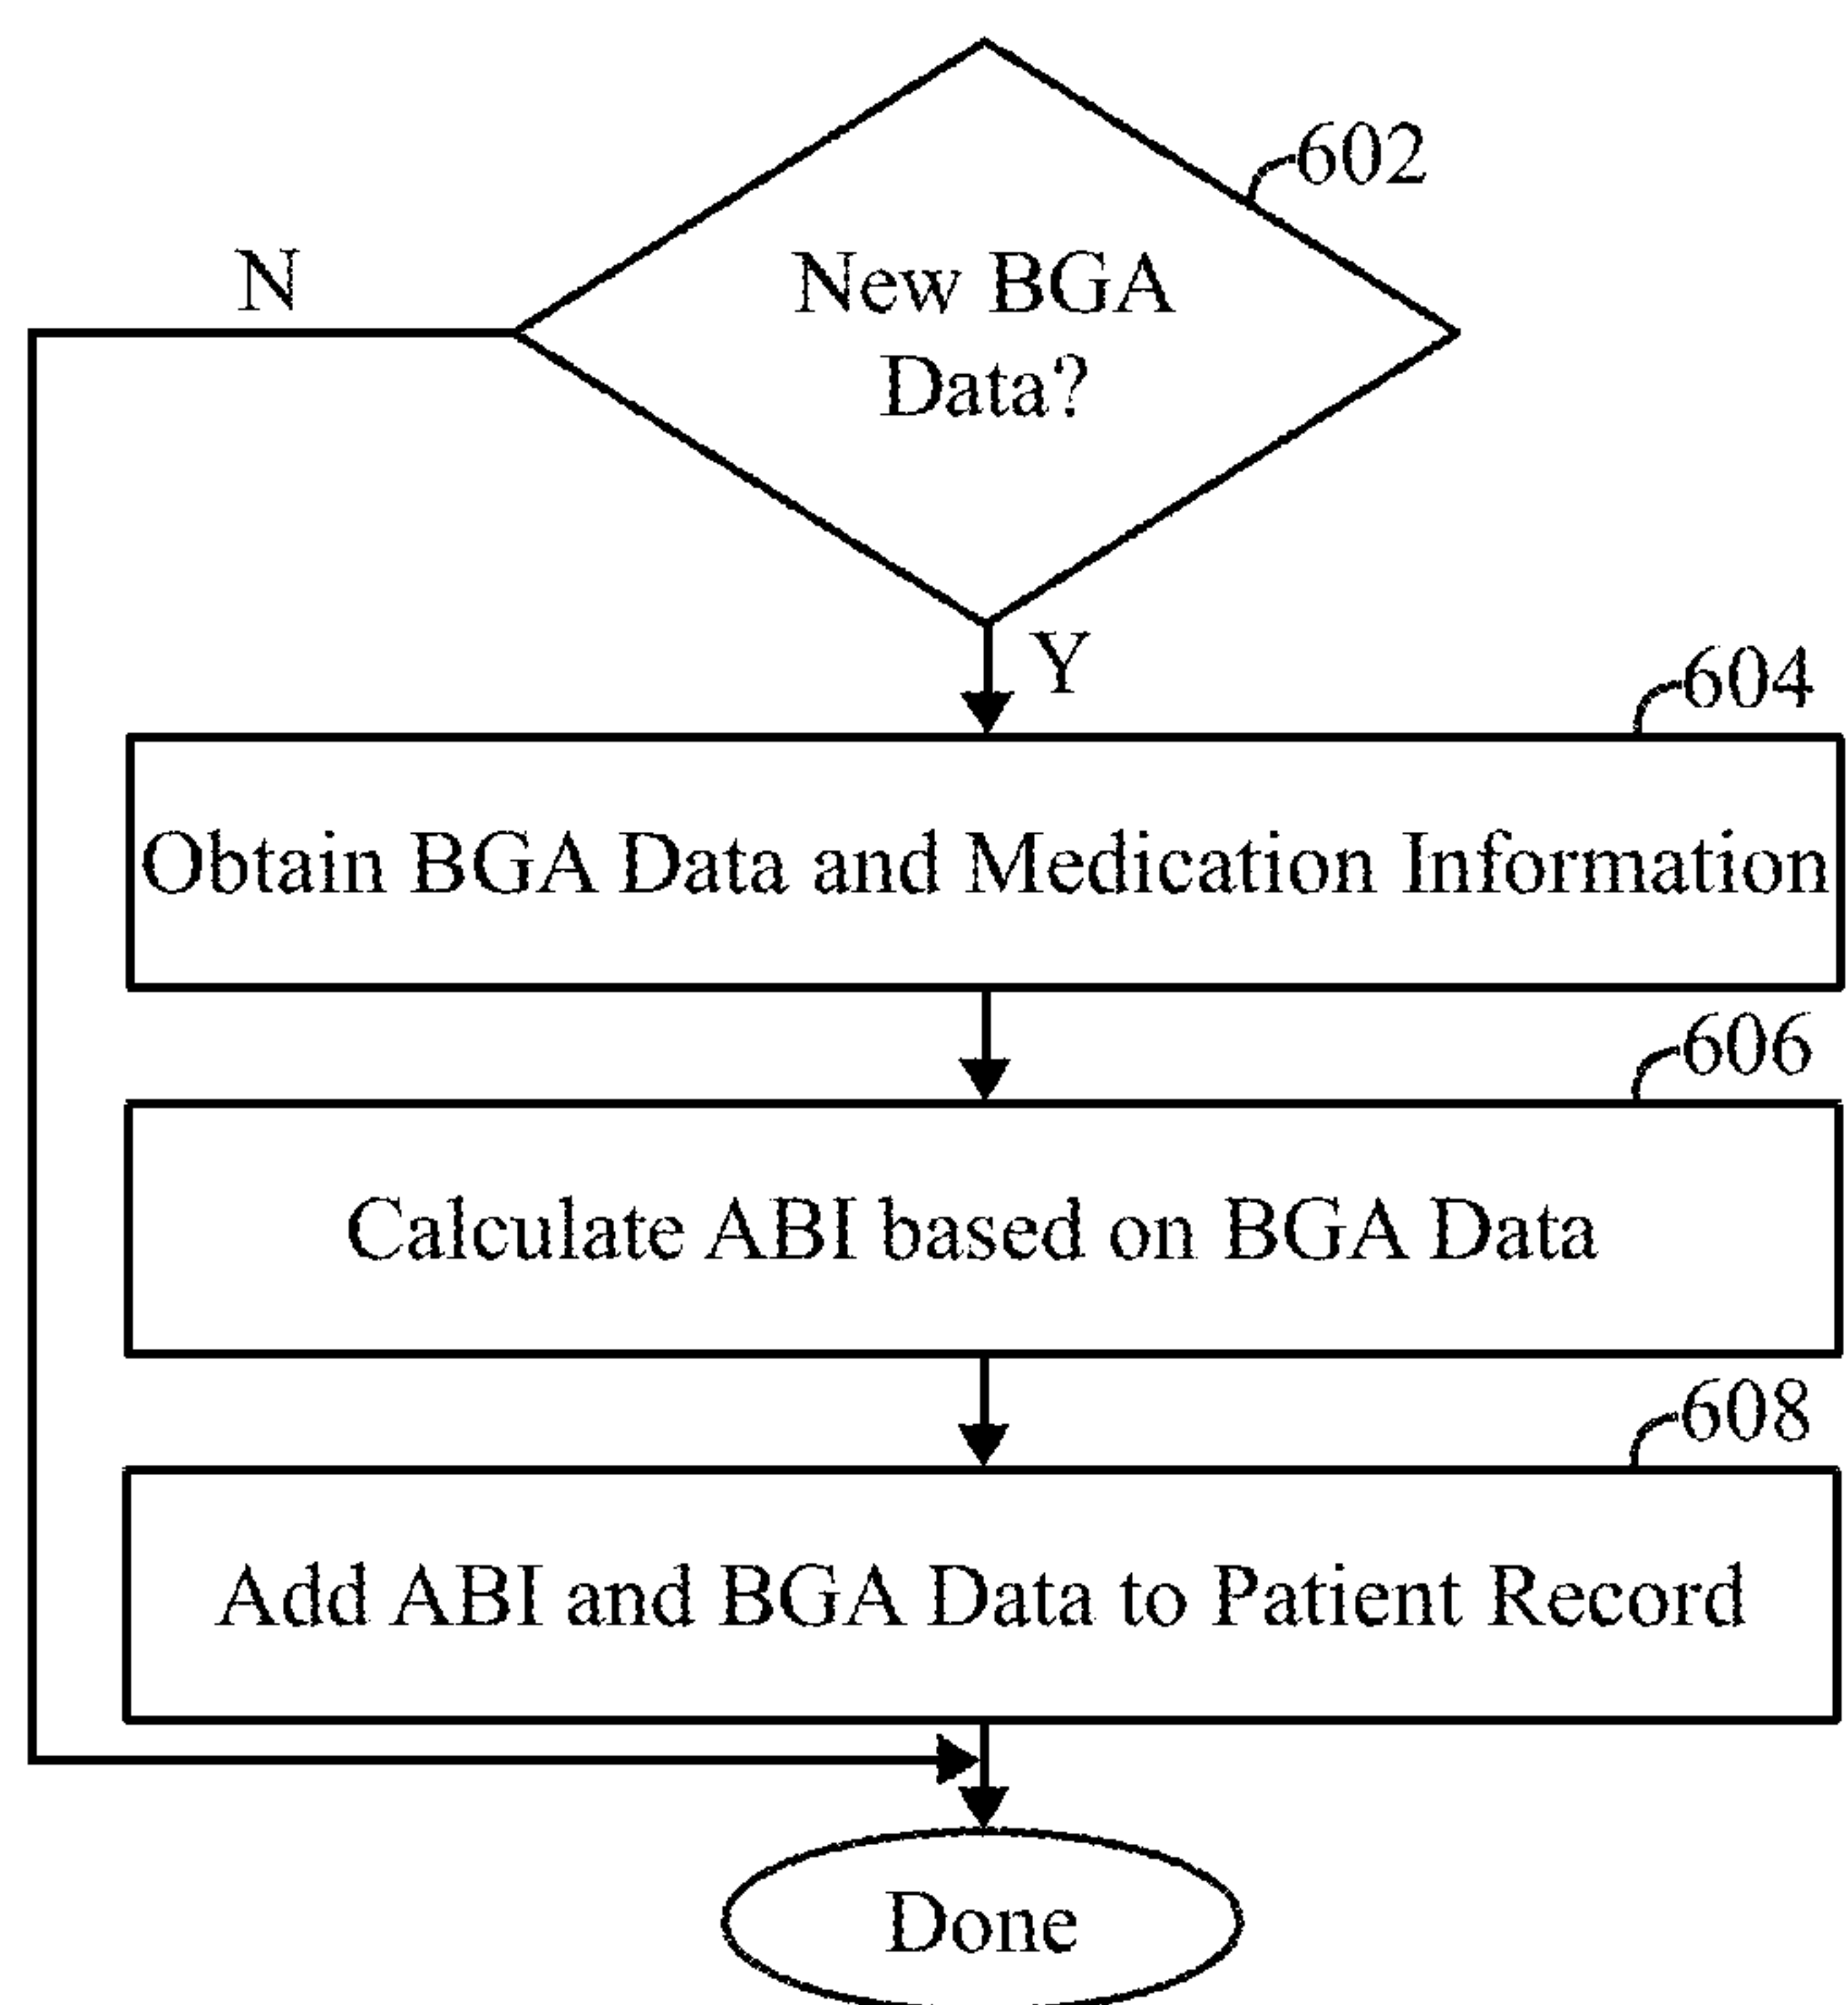 602
N
New BGA
Data?
Y
604
Obtain BGA Data and Medication Information
606
Calculate ABI based on BGA Data
608
Add ABI and BGA Data to Patient Record
Done